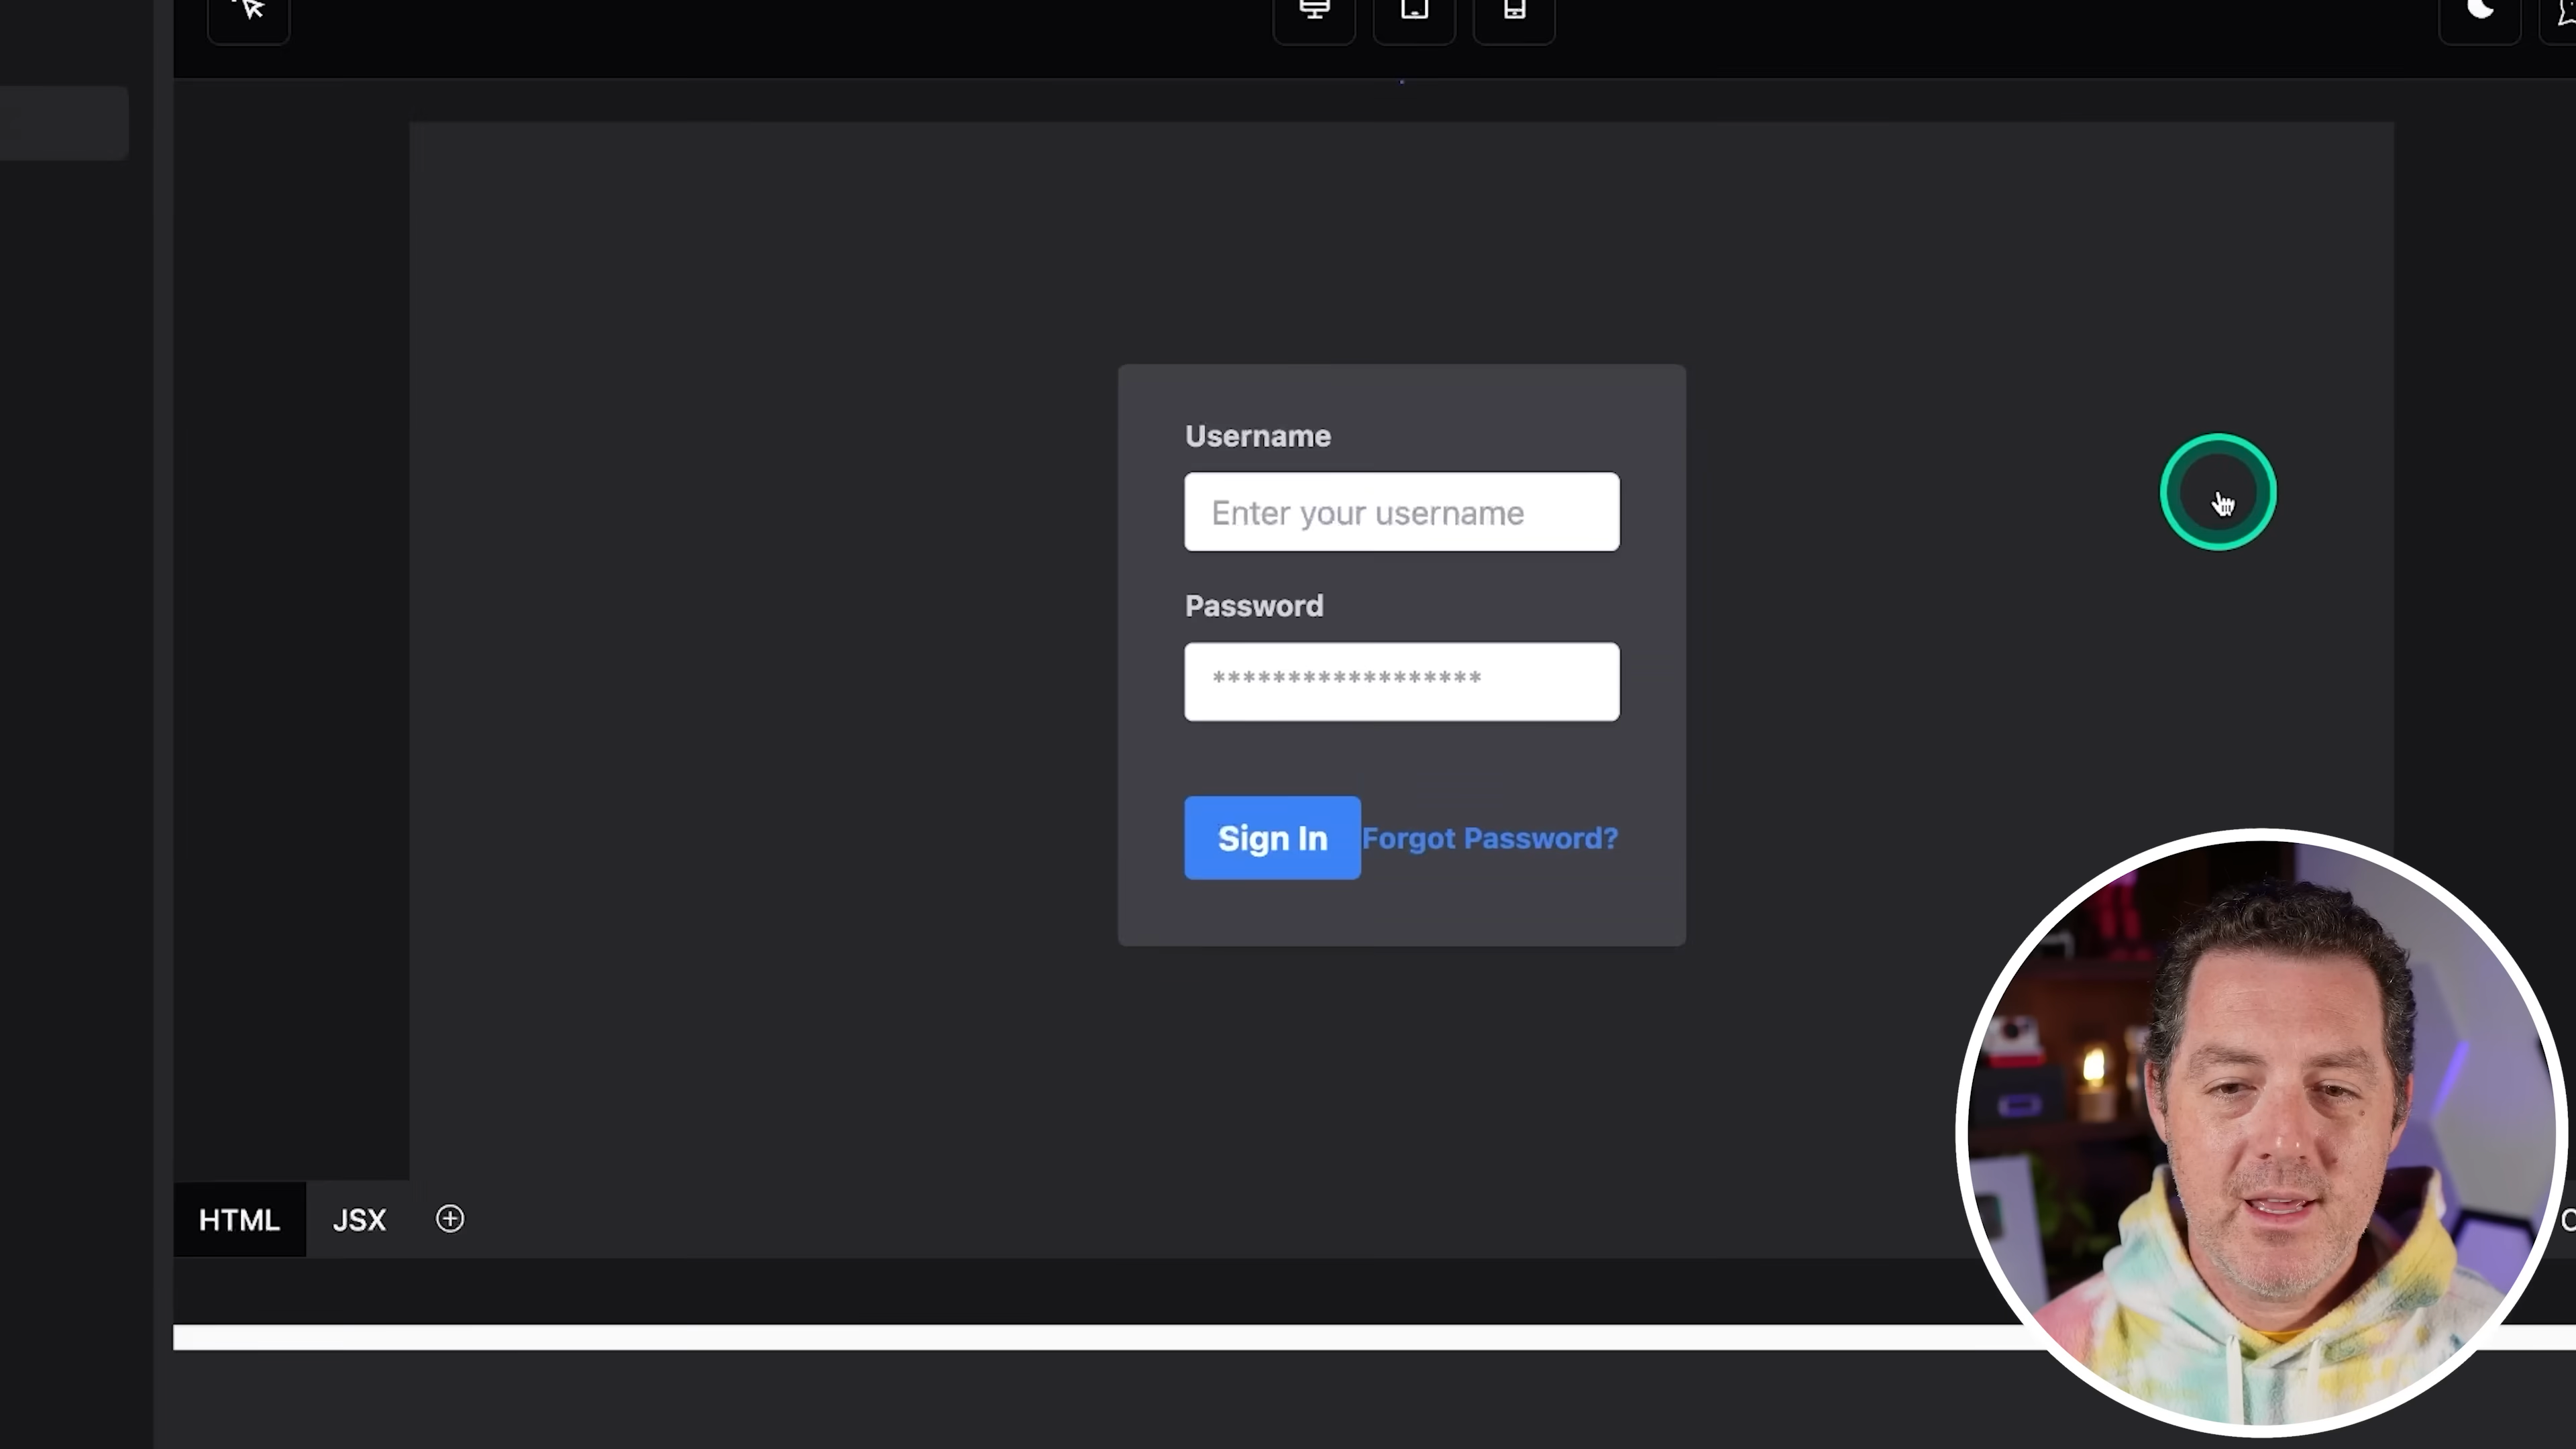 Username
Enter your username
Password
******************
Sign In
Forgot Password?
HTML
JSX